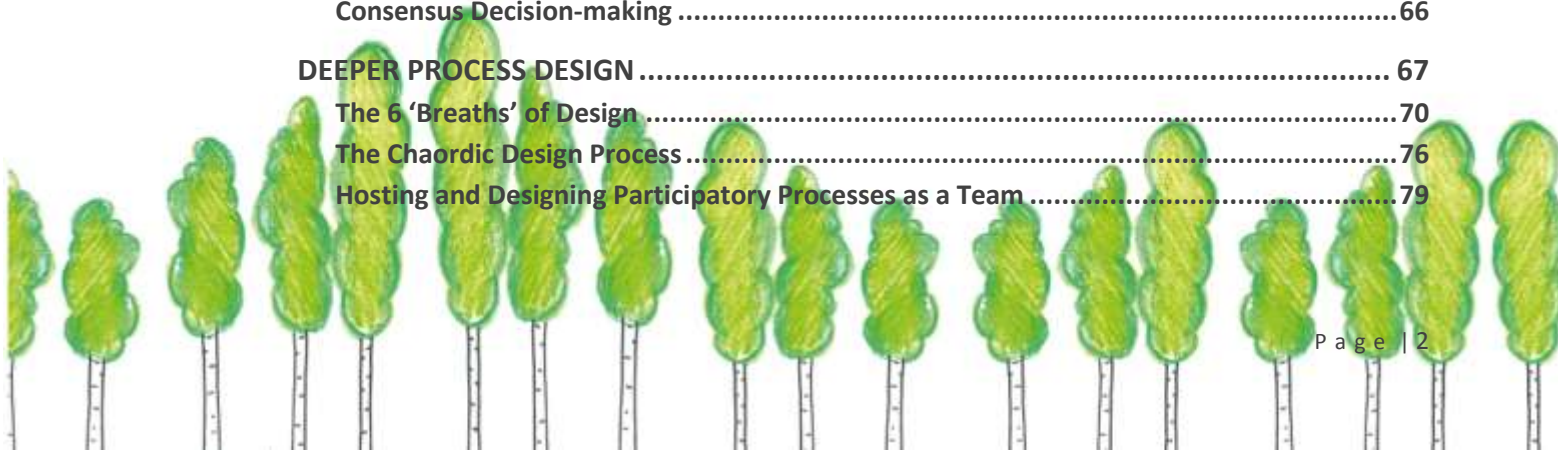 Consensus Decision-making ........................................................................................................66
DEEPER PROCESS DESIGN ............................................................................................... 67
The 6 ‘Breaths’ of Design ..........................................................................................................70
The Chaordic Design Process ....................................................................................................76
Hosting and Designing Participatory Processes as a Team ......................................................79
Page | 2